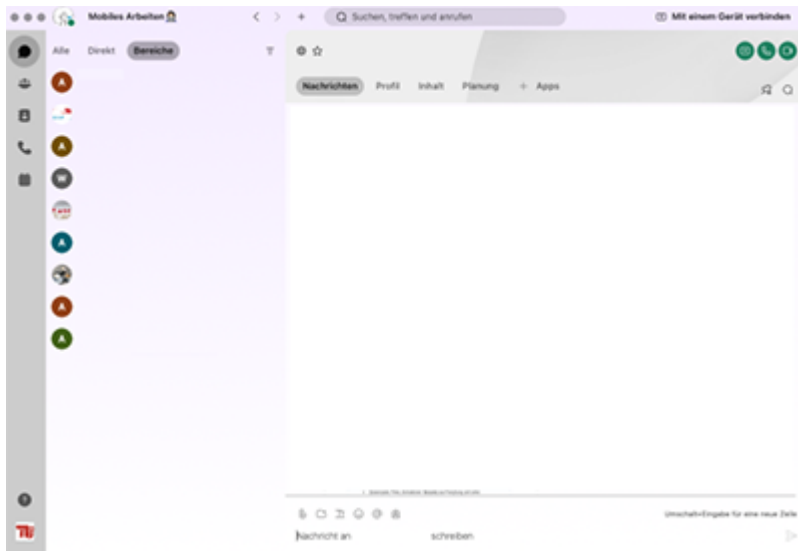 Mobiles Arbeiten
Suchen, treffen und anrufen
Mit einem Gerät verbinden
Alle Direkt Bereiche
Nachrichten Profil Inhalt Planung + Apps
A
A
W
A
A
A
Umschalt+Eingabe für eine neue Zeile
Nachricht an schreiben